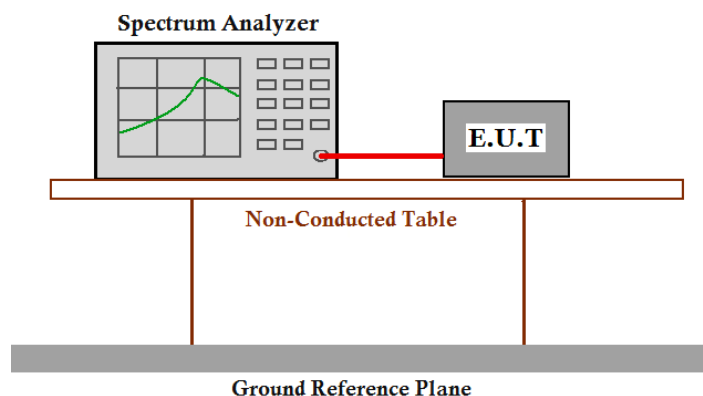 Spectrum Analyzer
E.U.T
Non-Conducted Table
Ground Reference Plane